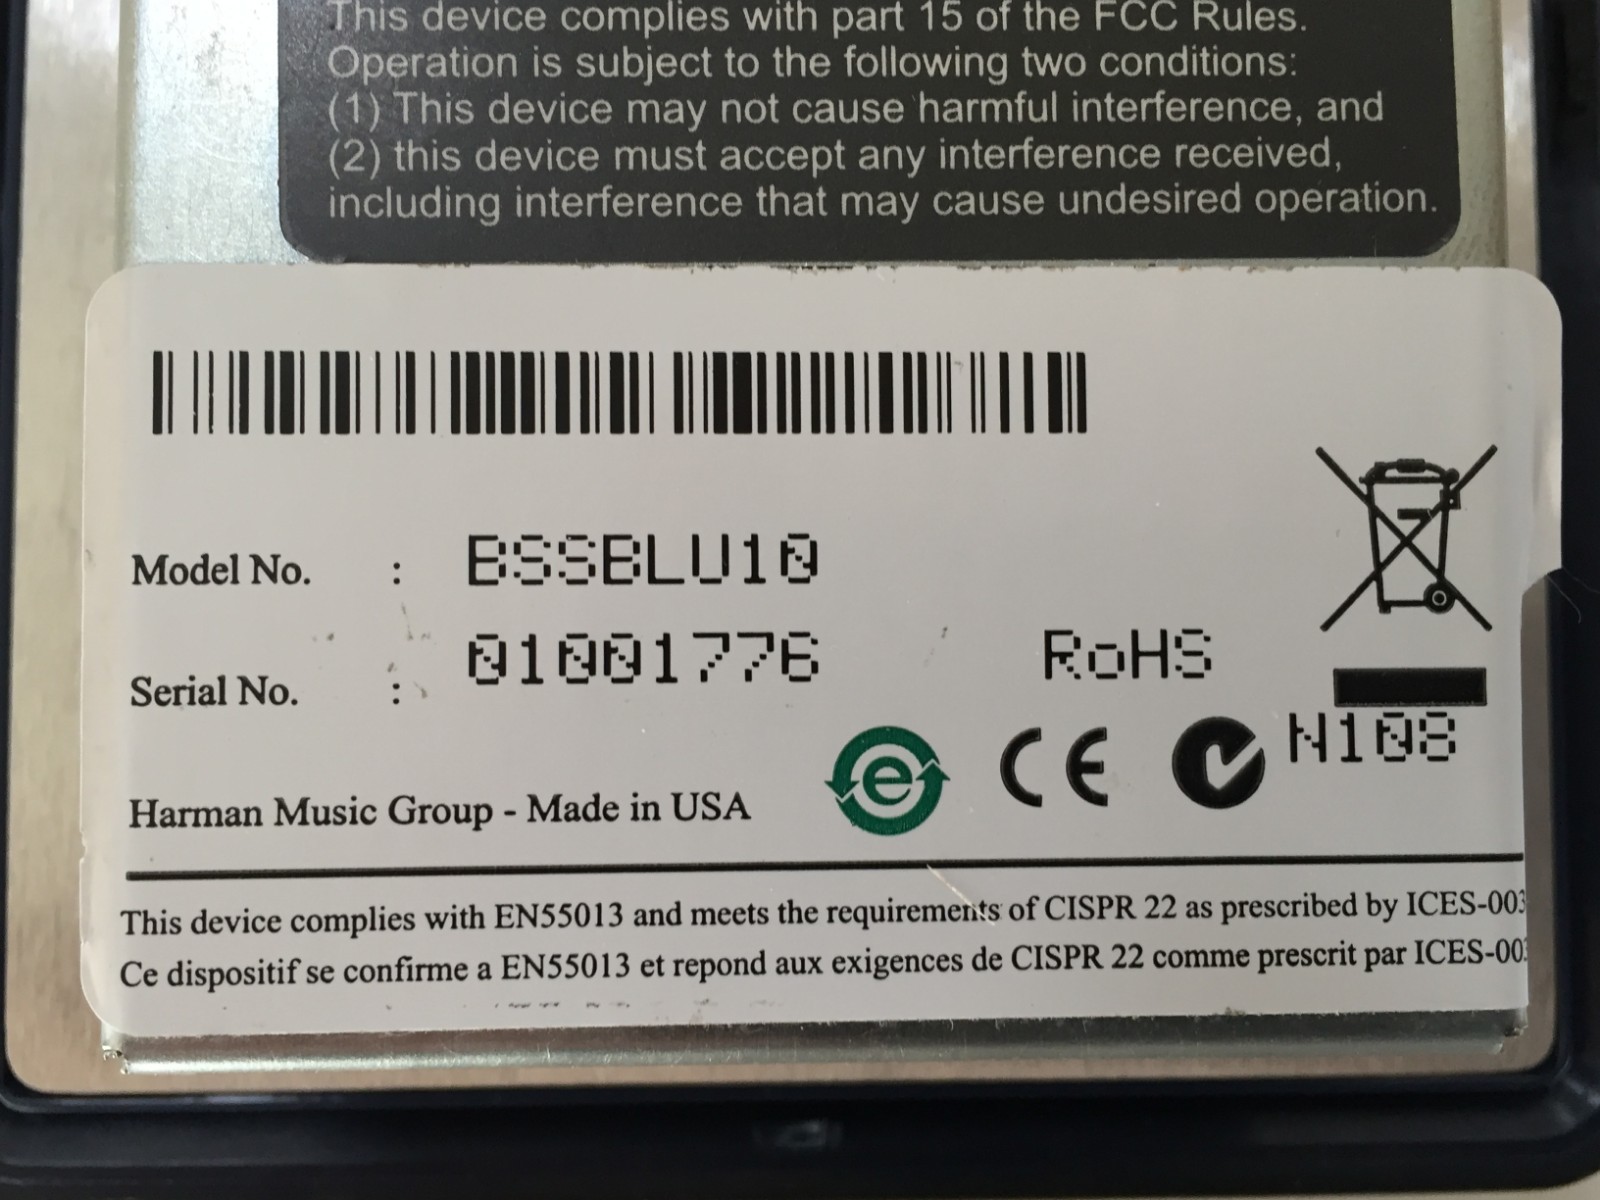 This device complies with part 15 of the FCC Rules.
Operation is subject to the following two conditions:
(1) This device may not cause harmful interference, and
(2) this device must accept any interference received,
including interference that may cause undesired operation.
Model No. : BSSBLU10
Serial No. : 01001776
RoHS
N108
Harman Music Group - Made in USA
e CE
This device complies with EN55013 and meets the requirements of CISPR 22 as prescribed by ICES-003
Ce dispositif se confirme a EN55013 et repond aux exigences de CISPR 22 comme prescrit par ICES-003